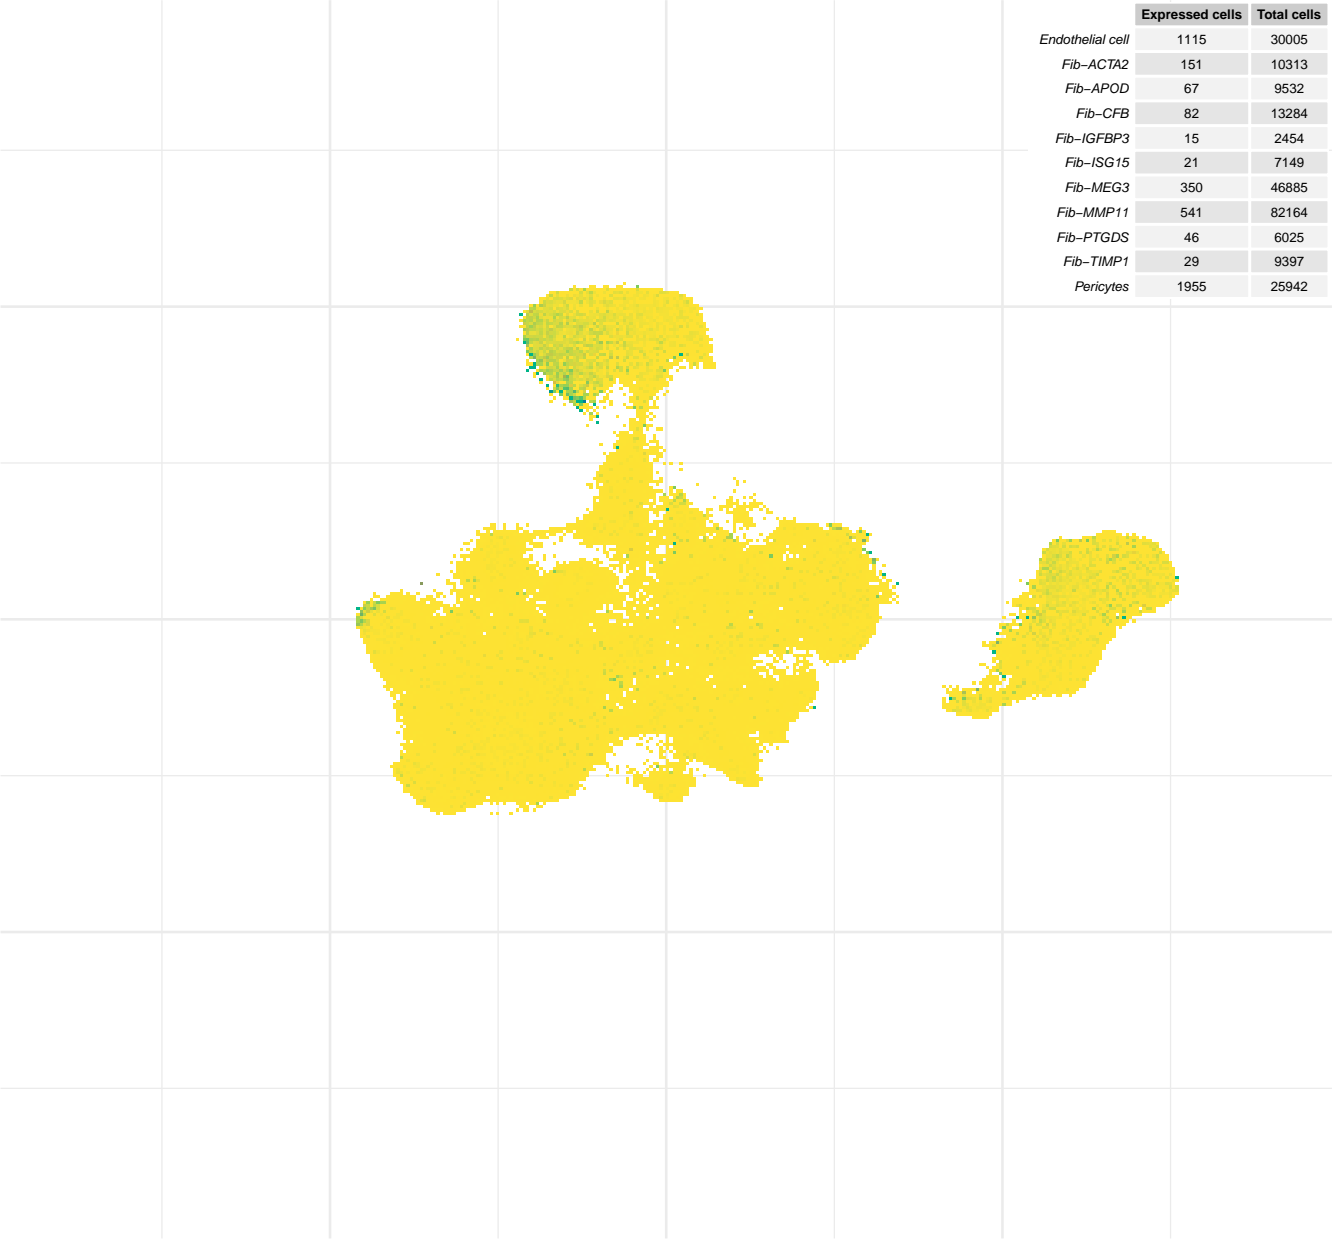 Expressed cells Total cells
Endothelial cell 1115 30005
Fib−ACTA2 151 10313
Fib−APOD 67 9532
Fib−CFB 82 13284
Fib−IGFBP3 15 2454
Fib−ISG15 21 7149
Fib−MEG3 350 46885
Fib−MMP11 541 82164
Fib−PTGDS 46 6025
Fib−TIMP1 29 9397
Pericytes 1955 25942